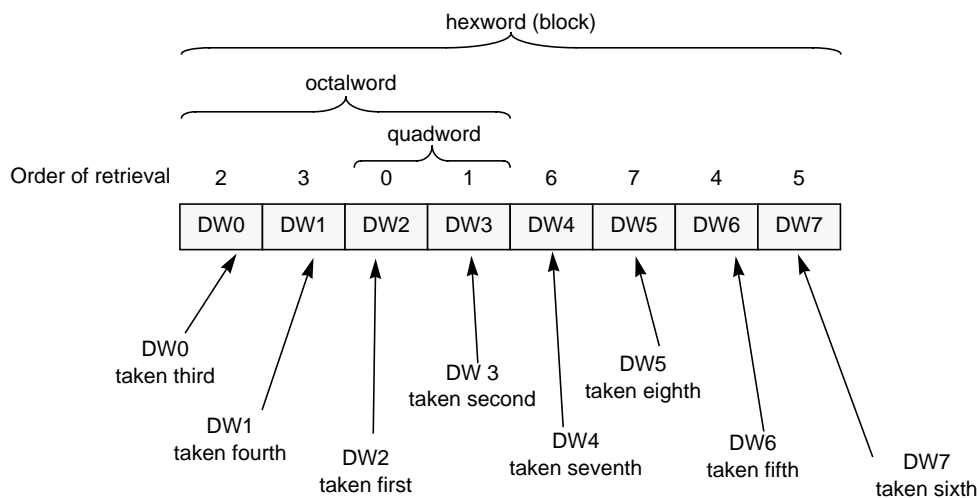 hexword (block)
octalword
quadword
Order of retrieval 2 3 0 1 6 7 4 5
DW0 DW1 DW2 DW3 DW4 DW5 DW6 DW7
DW0
taken third
DW1
taken fourth
DW2
taken first
DW 3
taken second
DW4
taken seventh
DW5
taken eighth
DW6
taken fifth
DW7
taken sixth